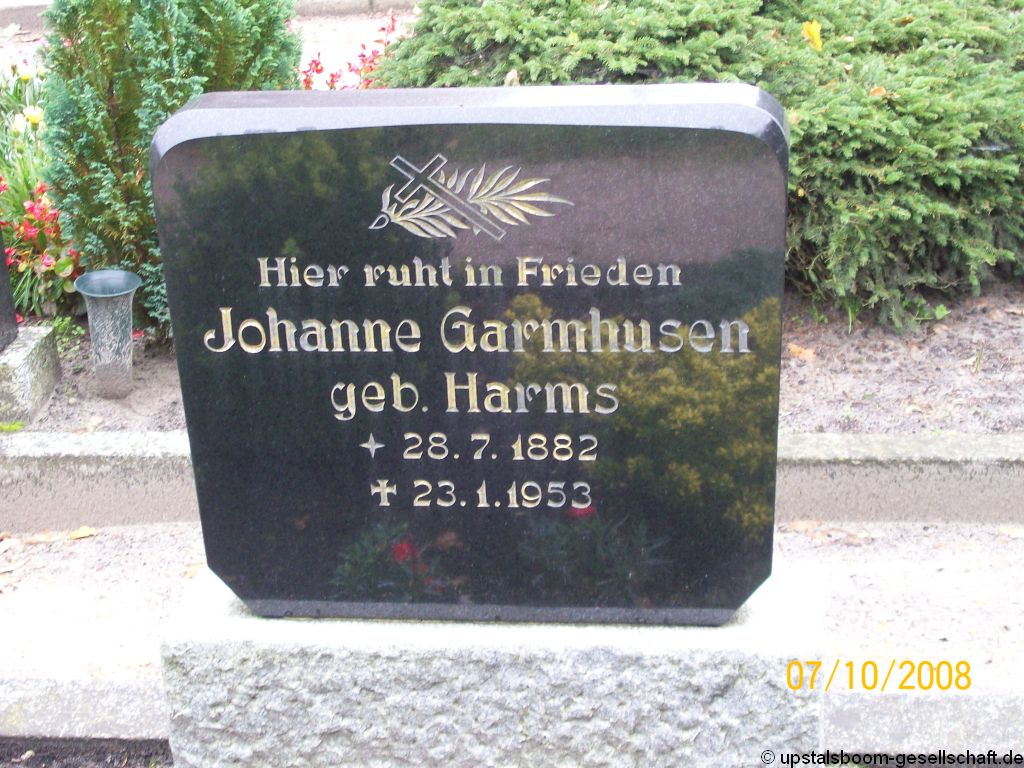 Hier ruht in Frieden
Johanne Garmhusen
geb. Harms
28.7.1882
23.1.1953
07/10/2008
© upstalsboom-gesellschaft.de